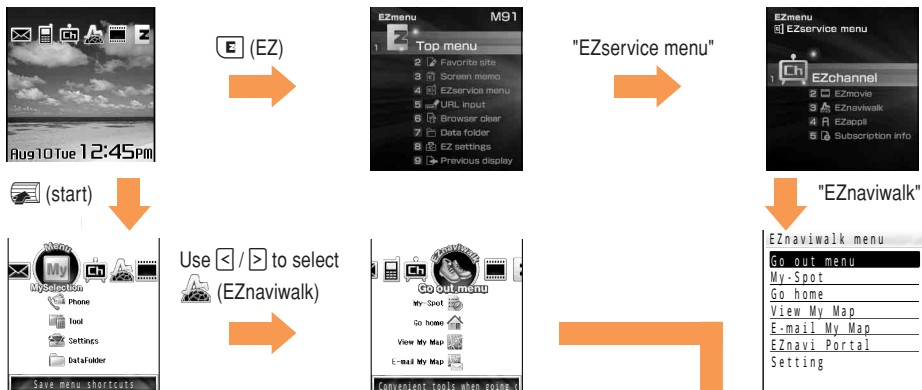 Aug10Tue 12:45PM
E (EZ)
EZmenu M91
1 Top menu
2 Favorite site
3 Screen memo
4 EZservice menu
5 URL input
6 Browser clear
7 Data folder
8 EZ settings
9 Previous display
"EZservice menu"
EZmenu
EZservice menu
Ch
1 EZchannel
2 EZmovie
3 EZnaviwalk
4 EZappli
5 Subscription info
(start)
"EZnaviwalk"
Menu
My
Ch
MySelection
Phone
Tool
Settings
DataFolder
Save menu shortcuts
Use < / > to select
(EZnaviwalk)
EZnaviwalk
Ch
Go out menu
My-Spot
Go home
View My Map
E-mail My Map
Convenient tools when going o
EZnaviwalk menu
Go out menu
My-Spot
Go home
View My Map
E-mail My Map
EZnavi Portal
Setting